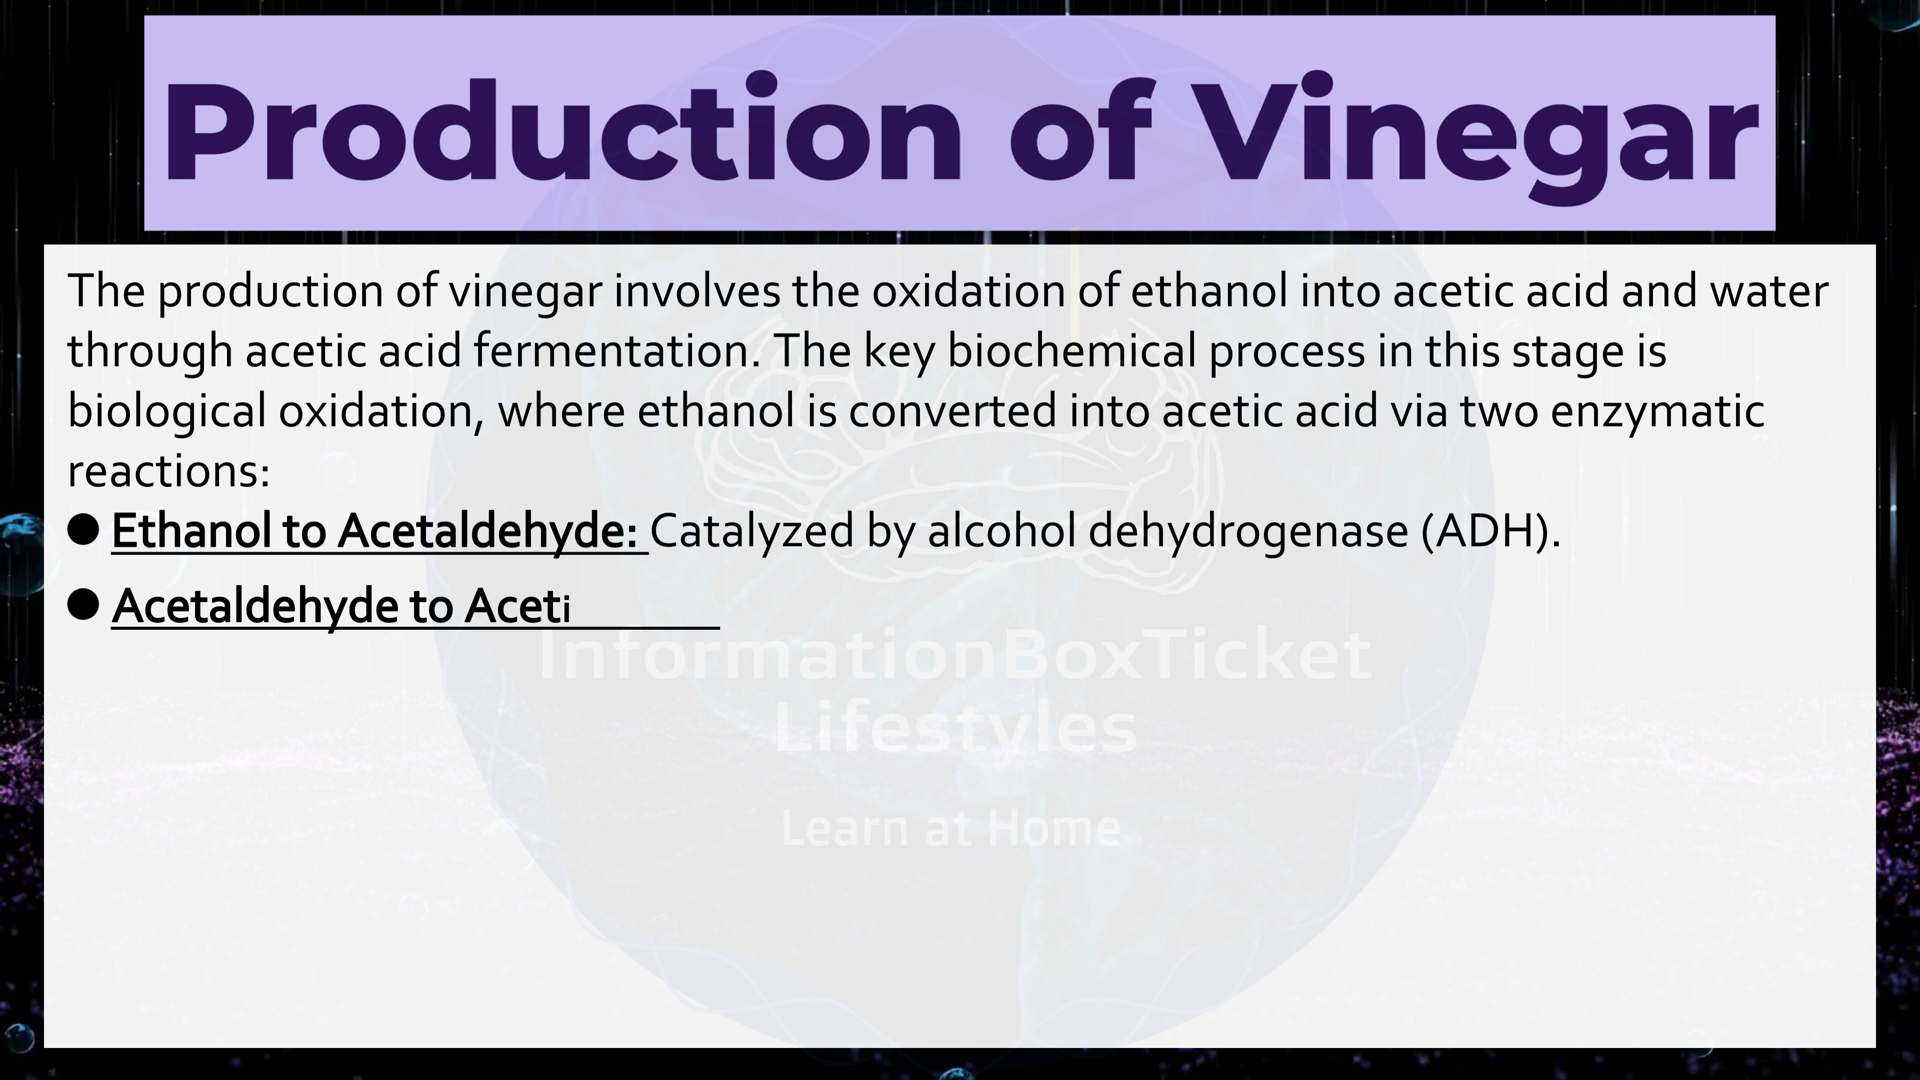 Production of Vinegar
The production of vinegar involves the oxidation of ethanol into acetic acid and water
through acetic acid fermentation. The key biochemical process in this stage is
biological oxidation, where ethanol is converted into acetic acid via two enzymatic
reactions:
● Ethanol to Acetaldehyde: Catalyzed by alcohol dehydrogenase (ADH).
● Acetaldehyde to Aceti
InformationBoxTicket
Lifestyles
Learn at Home